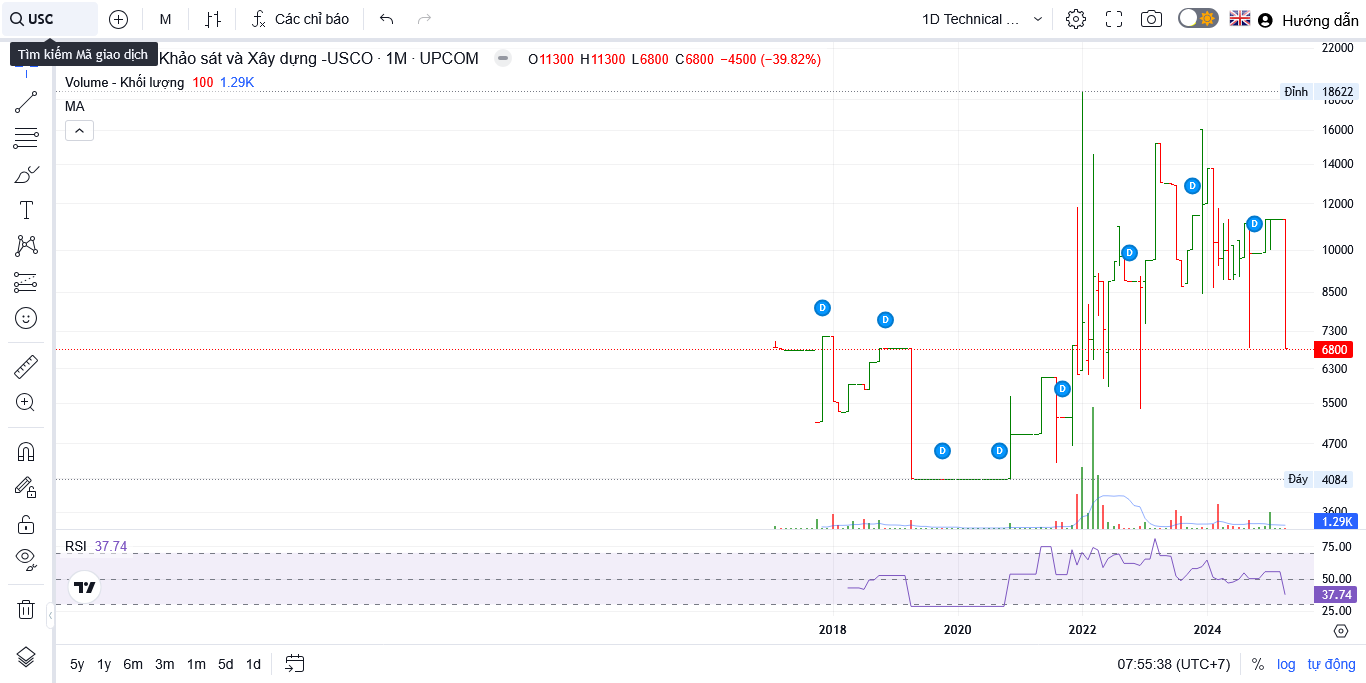 USC
M
Các chỉ báo
1D Technical ...
Hướng dẫn
Tìm kiếm Mã giao dịch
Khảo sát và Xây dựng -USCO · 1M · UPCOM
O11300 H11300 L6800 C6800 −4500 (−39.82%)
Volume - Khối lượng 100 1.29K
MA
22000
Đỉnh 18622
18000
16000
14000
12000
10000
8500
7300
6800
6300
5500
4700
Đáy 4084
3600
1.29K
D
D
D
D
D
D
D
D
RSI 37.74
75.00
50.00
37.74
25.00
2018 2020 2022 2024
5y 1y 6m 3m 1m 5d 1d
07:55:38 (UTC+7) % log tự động